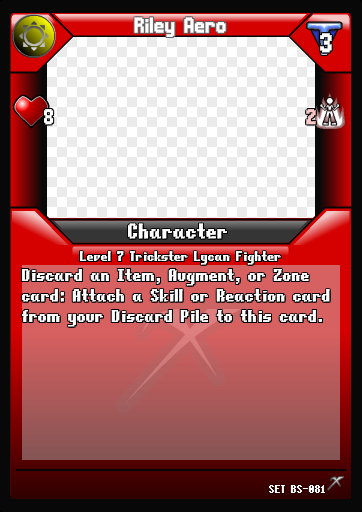 Riley Aero
3
8
2
Character
Level 7 Trickster Lycan Fighter
Discard an Item, Augment, or Zone
card: Attach a Skill or Reaction card
from your Discard Pile to this card.
SET BS-081